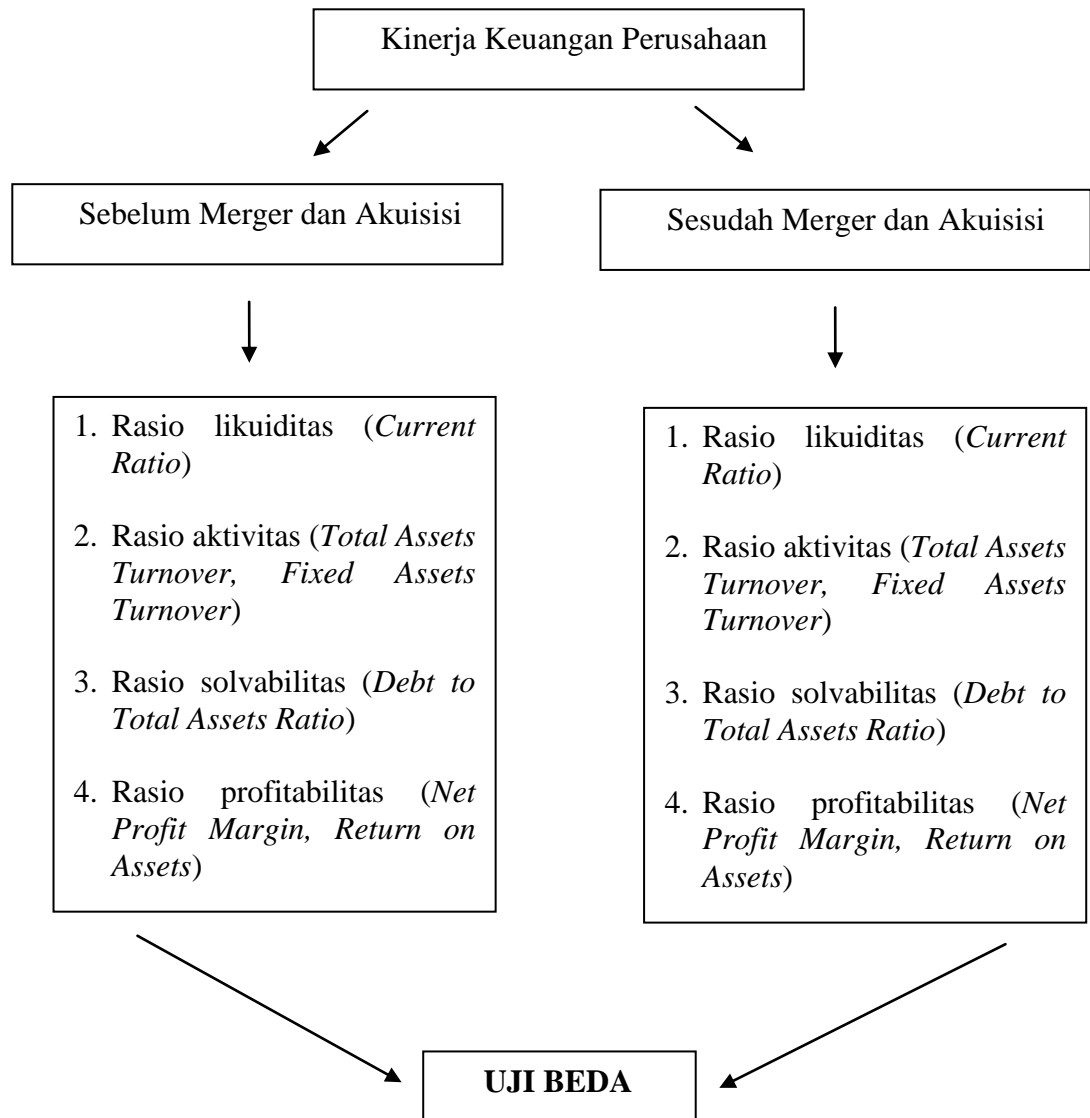 Kinerja Keuangan Perusahaan
Sebelum Merger dan Akuisisi
Sesudah Merger dan Akuisisi
1. Rasio likuiditas (Current
Ratio)
2. Rasio aktivitas (Total Assets
Turnover, Fixed Assets
Turnover)
3. Rasio solvabilitas (Debt to
Total Assets Ratio)
4. Rasio profitabilitas (Net
Profit Margin, Return on
Assets)
1. Rasio likuiditas (Current
Ratio)
2. Rasio aktivitas (Total Assets
Turnover, Fixed Assets
Turnover)
3. Rasio solvabilitas (Debt to
Total Assets Ratio)
4. Rasio profitabilitas (Net
Profit Margin, Return on
Assets)
UJI BEDA